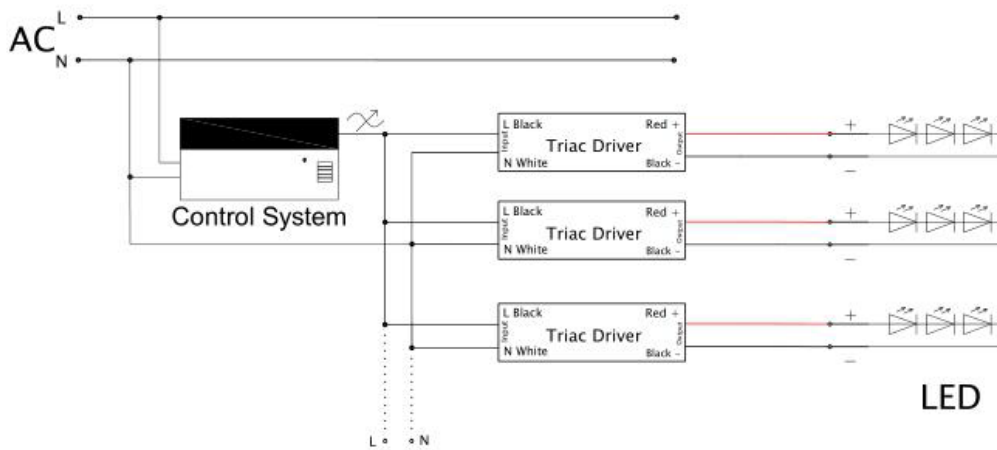 L
AC
N
Control System
L Black
Red +
Input
Triac Driver
Output
N White
Black -
+
−
L Black
Red +
Input
Triac Driver
Output
N White
Black -
+
−
L Black
Red +
Input
Triac Driver
Output
N White
Black -
+
−
LED
L
N